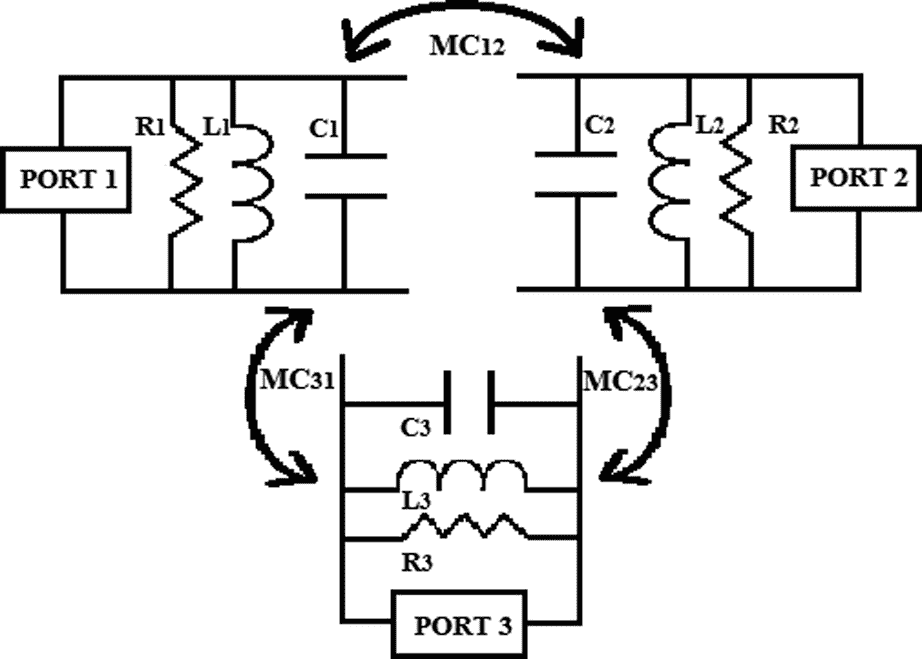 MC12
R1 L1 C1 C2 L2 R2
PORT 1 PORT 2
MC31 MC23
C3
L3
R3
PORT 3